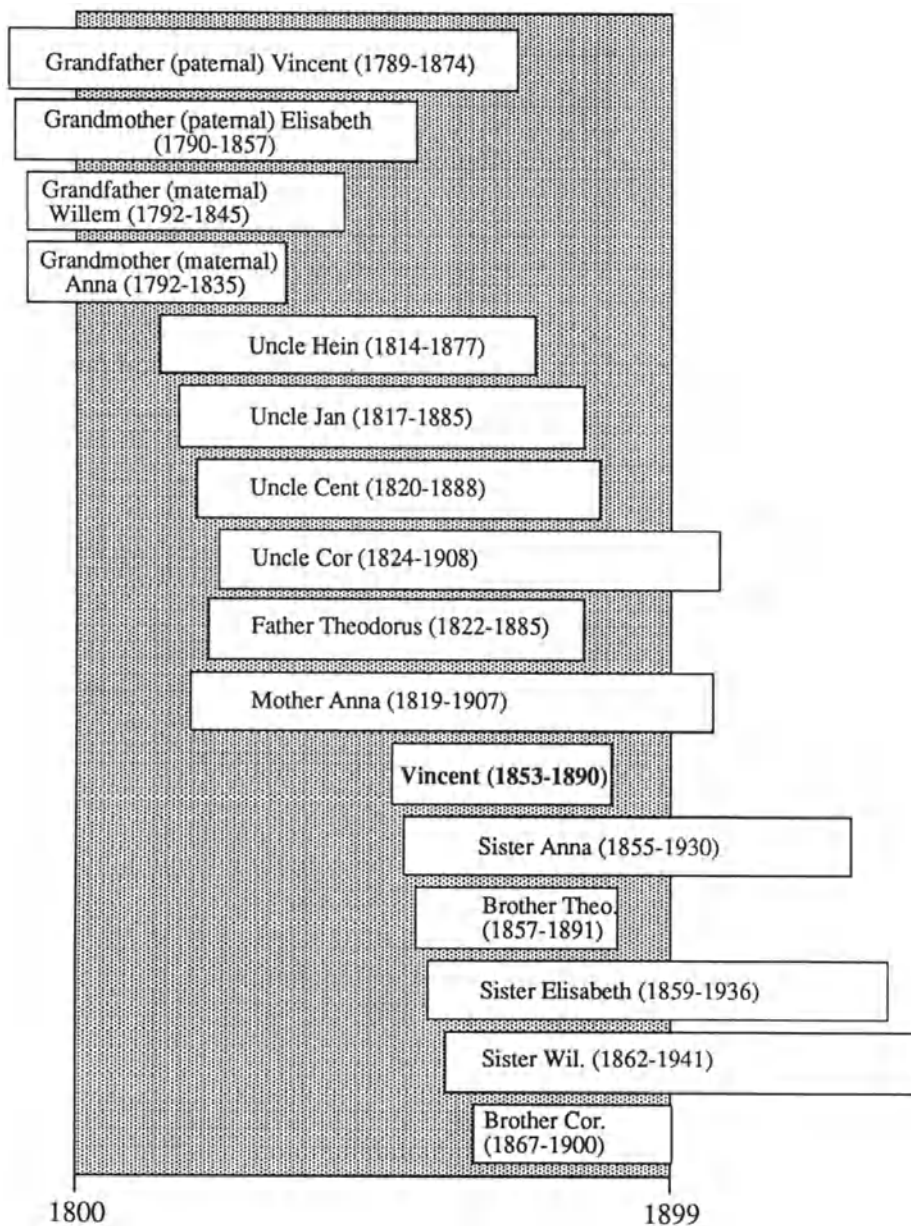 Grandfather (paternal) Vincent (1789-1874)
Grandmother (paternal) Elisabeth
(1790-1857)
Grandfather (maternal)
Willem (1792-1845)
Grandmother (maternal)
Anna (1792-1835)
Uncle Hein (1814-1877)
Uncle Jan (1817-1885)
Uncle Cent (1820-1888)
Uncle Cor (1824-1908)
Father Theodorus (1822-1885)
Mother Anna (1819-1907)
Vincent (1853-1890)
Sister Anna (1855-1930)
Brother Theo.
(1857-1891)
Sister Elisabeth (1859-1936)
Sister Wil. (1862-1941)
Brother Cor.
(1867-1900)
1800
1899